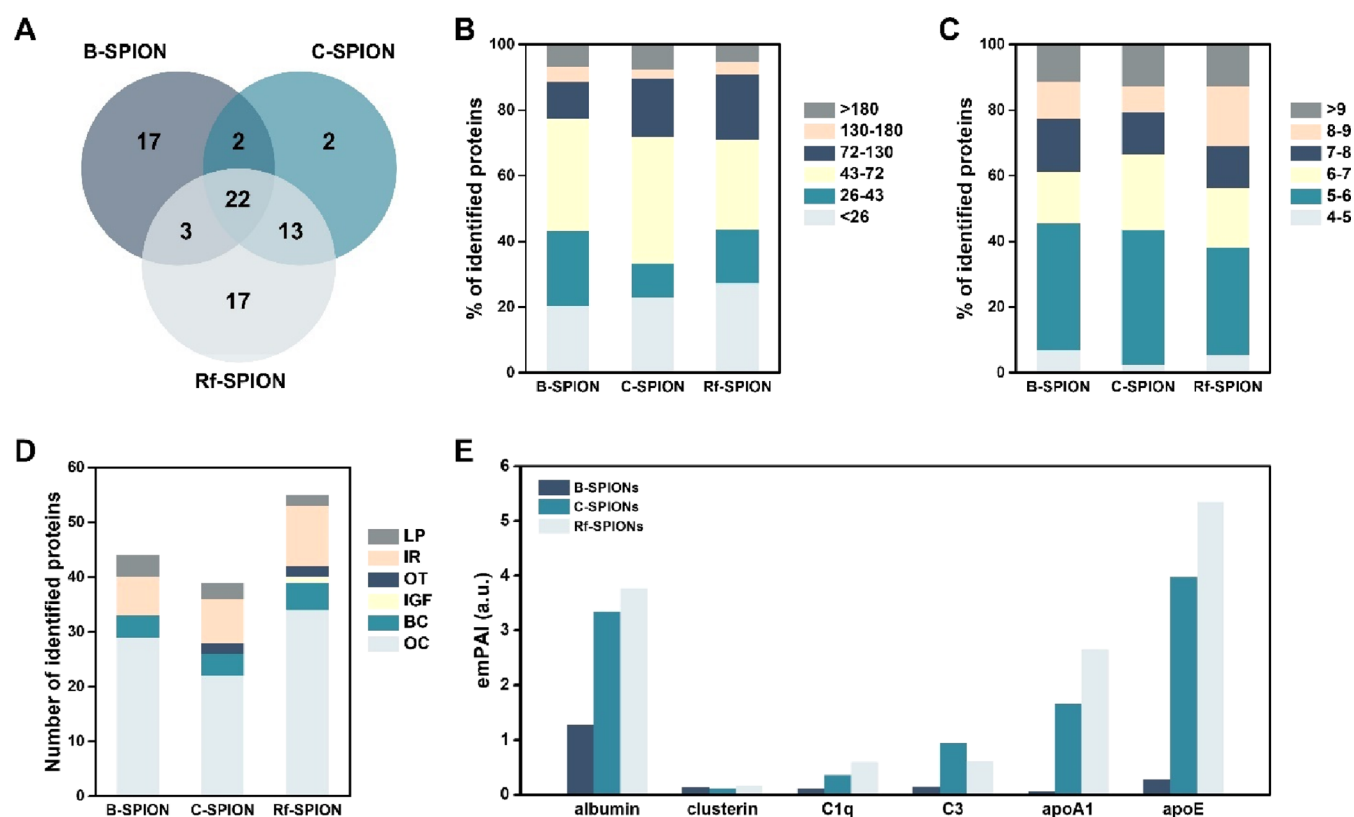 A
B-SPION
C-SPION
17
2
2
22
3
13
17
Rf-SPION
B
% of identified proteins
100
80
60
40
20
0
B-SPION C-SPION Rf-SPION
>180
130-180
72-130
43-72
26-43
<26
C
% of identified proteins
100
80
60
40
20
0
B-SPION C-SPION Rf-SPION
>9
8-9
7-8
6-7
5-6
4-5
D
Number of identified proteins
60
50
40
30
20
10
0
B-SPION C-SPION Rf-SPION
LP
IR
OT
IGF
BC
OC
E
emPAI (a.u.)
6
5
4
3
2
1
0
B-SPIONs
C-SPIONs
Rf-SPIONs
albumin clusterin C1q C3 apoA1 apoE